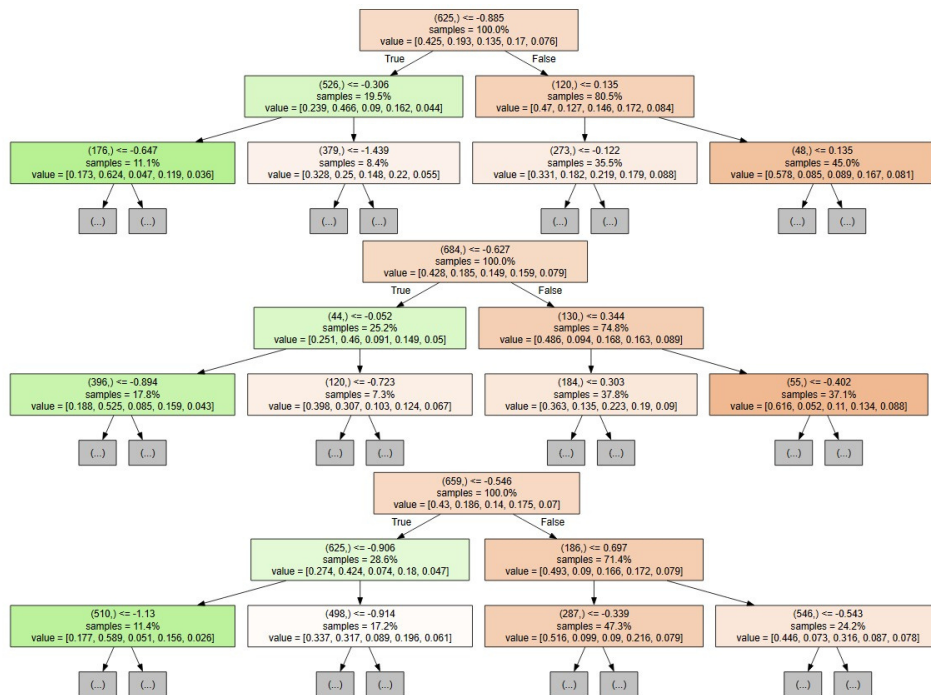 (625,) <= -0.885
samples = 100.0%
value = [0.425, 0.193, 0.135, 0.17, 0.076]
True False
(526,) <= -0.306
samples = 19.5%
value = [0.239, 0.466, 0.09, 0.162, 0.044]
(120,) <= 0.135
samples = 80.5%
value = [0.47, 0.127, 0.146, 0.172, 0.084]
(176,) <= -0.647
samples = 11.1%
value = [0.173, 0.624, 0.047, 0.119, 0.036]
(379,) <= -1.439
samples = 8.4%
value = [0.328, 0.25, 0.148, 0.22, 0.055]
(273,) <= -0.122
samples = 35.5%
value = [0.331, 0.182, 0.219, 0.179, 0.088]
(48,) <= 0.135
samples = 45.0%
value = [0.578, 0.085, 0.089, 0.167, 0.081]
(...) (...) (...) (...) (...) (...) (...) (...)
(684,) <= -0.627
samples = 100.0%
value = [0.428, 0.185, 0.149, 0.159, 0.079]
True False
(44,) <= -0.052
samples = 25.2%
value = [0.251, 0.46, 0.091, 0.149, 0.05]
(130,) <= 0.344
samples = 74.8%
value = [0.486, 0.094, 0.168, 0.163, 0.089]
(396,) <= -0.894
samples = 17.8%
value = [0.188, 0.525, 0.085, 0.159, 0.043]
(120,) <= -0.723
samples = 7.3%
value = [0.398, 0.307, 0.103, 0.124, 0.067]
(184,) <= 0.303
samples = 37.8%
value = [0.363, 0.135, 0.223, 0.19, 0.09]
(55,) <= -0.402
samples = 37.1%
value = [0.616, 0.052, 0.11, 0.134, 0.088]
(...) (...) (...) (...) (...) (...) (...) (...)
(659,) <= -0.546
samples = 100.0%
value = [0.43, 0.186, 0.14, 0.175, 0.07]
True False
(625,) <= -0.906
samples = 28.6%
value = [0.274, 0.424, 0.074, 0.18, 0.047]
(186,) <= 0.697
samples = 71.4%
value = [0.493, 0.09, 0.166, 0.172, 0.079]
(510,) <= -1.13
samples = 11.4%
value = [0.177, 0.589, 0.051, 0.156, 0.026]
(498,) <= -0.914
samples = 17.2%
value = [0.337, 0.317, 0.089, 0.196, 0.061]
(287,) <= -0.339
samples = 47.3%
value = [0.516, 0.099, 0.09, 0.216, 0.079]
(546,) <= -0.543
samples = 24.2%
value = [0.446, 0.073, 0.316, 0.087, 0.078]
(...) (...) (...) (...) (...) (...) (...) (...)